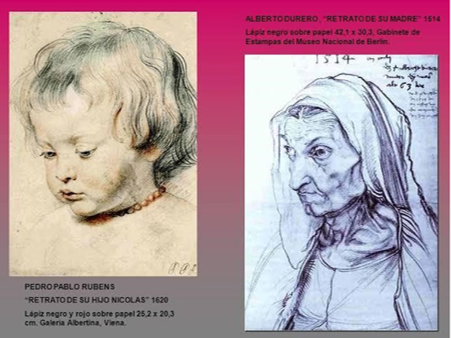 ALBERTO DURERO, “RETRATO DE SU MADRE” 1514
Lápiz negro sobre papel 42,1 x 30,3, Gabinete de
Estampas del Museo Nacional de Berlín.
1514
PEDRO PABLO RUBENS
“RETRATO DE SU HIJO NICOLAS” 1620
Lápiz negro y rojo sobre papel 25,2 x 20,3
cm. Galería Albertina, Viena.